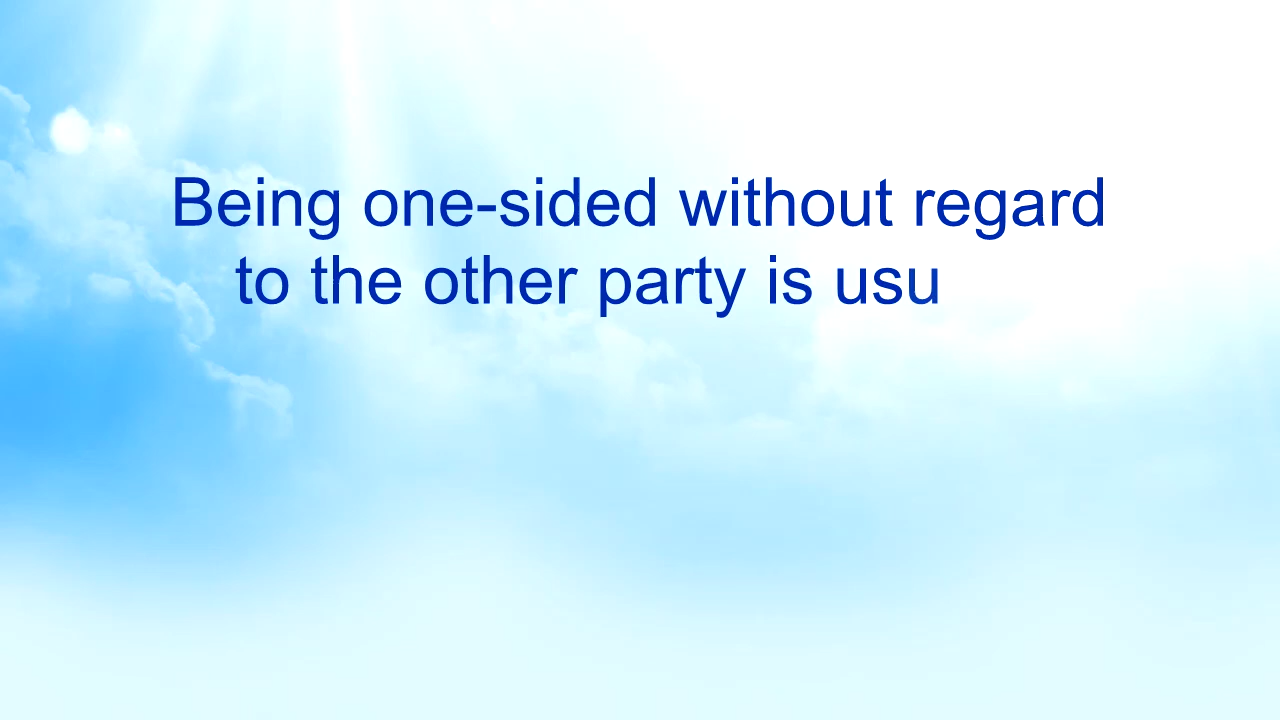 Being one-sided without regard
to the other party is usu